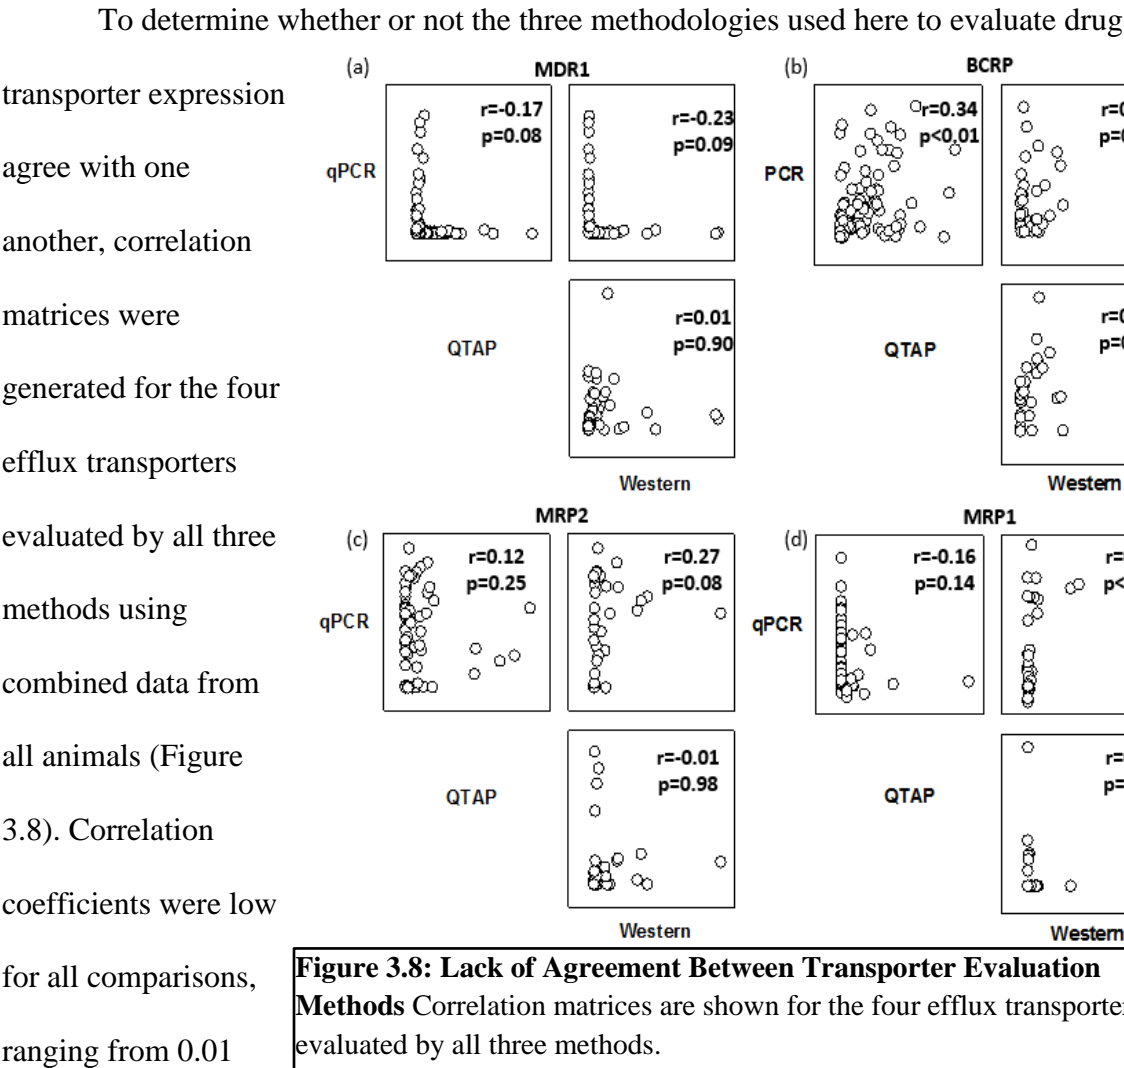 To determine whether or not the three methodologies used here to evaluate drug
transporter expression
agree with one
another, correlation
matrices were
generated for the four
efflux transporters
evaluated by all three
methods using
combined data from
all animals (Figure
3.8). Correlation
coefficients were low
for all comparisons,
ranging from 0.01
(a)
MDR1
qPCR
r=-0.17
p=0.08
r=-0.23
p=0.09
QTAP
r=0.01
p=0.90
Western
(b)
BCRP
PCR
r=0.34
p<0.01
QTAP
Western
(c)
MRP2
qPCR
r=0.12
p=0.25
r=0.27
p=0.08
QTAP
r=-0.01
p=0.98
Western
(d)
MRP1
qPCR
r=-0.16
p=0.14
QTAP
Western
Figure 3.8: Lack of Agreement Between Transporter Evaluation
Methods Correlation matrices are shown for the four efflux transporter
evaluated by all three methods.